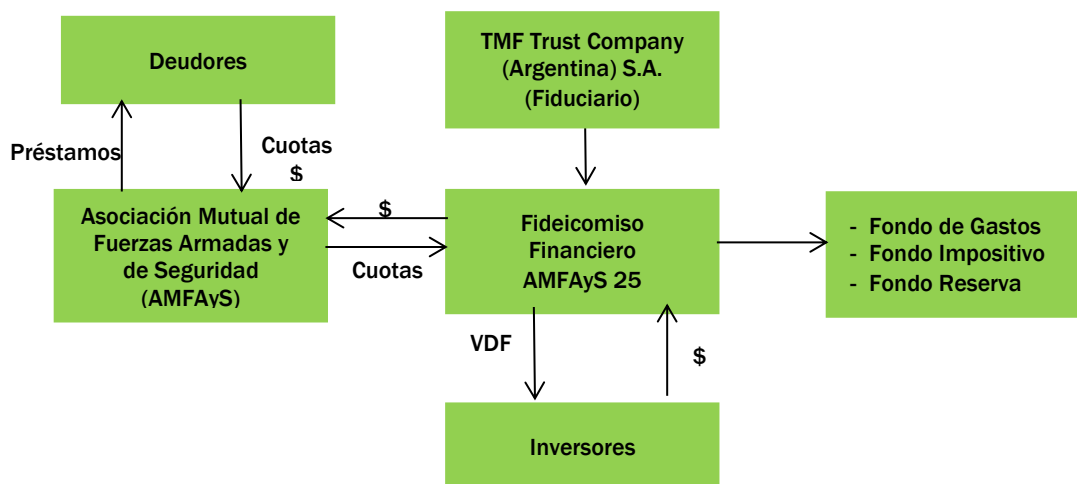 Deudores
TMF Trust Company
(Argentina) S.A.
(Fiduciario)
Préstamos
Cuotas
$
Asociación Mutual de
Fuerzas Armadas y
de Seguridad
(AMFAyS)
$
Cuotas
Fideicomiso
Financiero
AMFAyS 25
- Fondo de Gastos
- Fondo Impositivo
- Fondo Reserva
VDF
$
Inversores